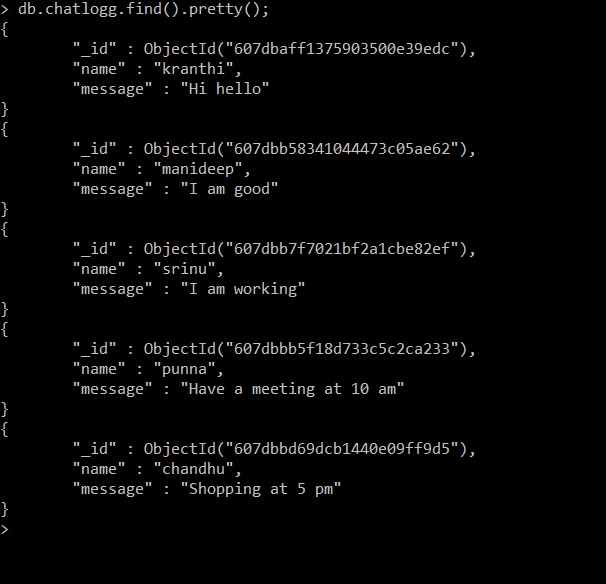 > db.chatlogg.find().pretty();
{
"_id" : ObjectId("607dbaff1375903500e39edc"),
"name" : "kranthi",
"message" : "Hi hello"
}
{
"_id" : ObjectId("607dbb58341044473c05ae62"),
"name" : "manideep",
"message" : "I am good"
}
{
"_id" : ObjectId("607dbb7f7021bf2a1cbe82ef"),
"name" : "srinu",
"message" : "I am working"
}
{
"_id" : ObjectId("607dbbb5f18d733c5c2ca233"),
"name" : "punna",
"message" : "Have a meeting at 10 am"
}
{
"_id" : ObjectId("607dbbd69dcb1440e09ff9d5"),
"name" : "chandhu",
"message" : "Shopping at 5 pm"
}
>